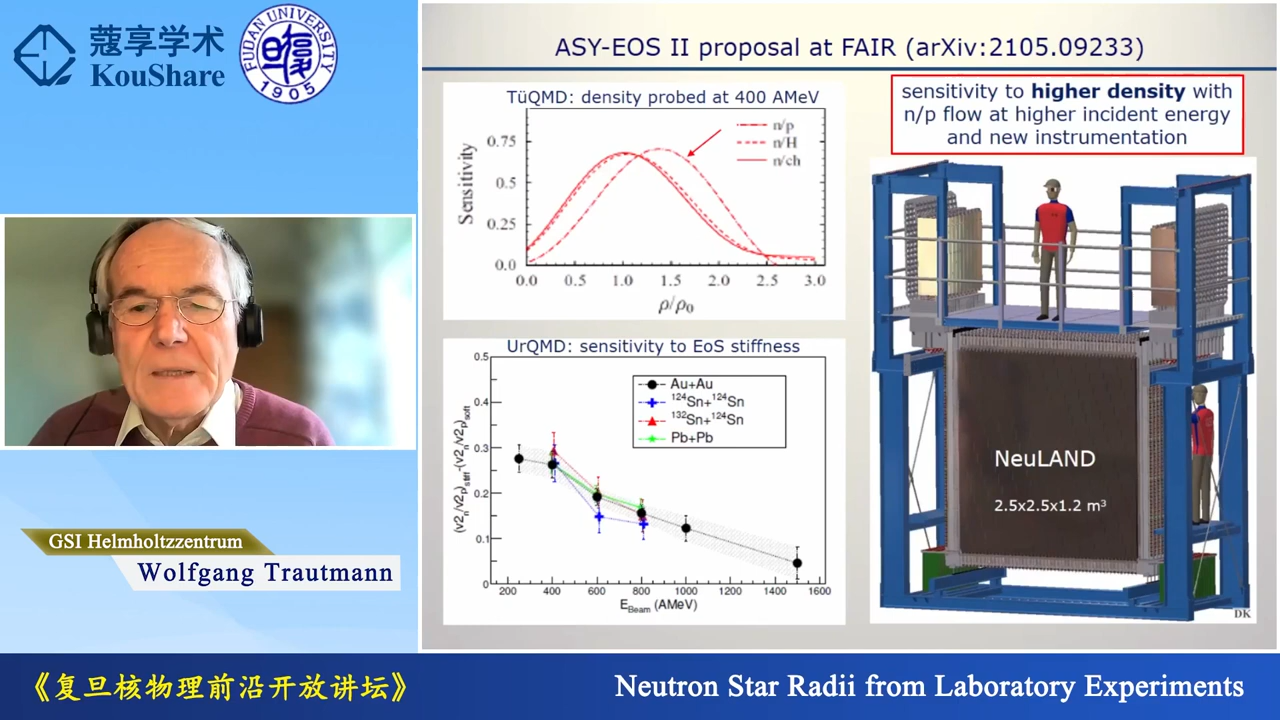 蔻享学术
KouShare
FUDAN UNIVERSITY
1905
ASY-EOS II proposal at FAIR (arXiv:2105.09233)
TüQMD: density probed at 400 AMeV
n/p
n/H
n/ch
Sensitivity
0.75
0.5
0.25
0.0
0.0 0.5 1.0 1.5 2.0 2.5 3.0
ρ/ρ₀
sensitivity to higher density with
n/p flow at higher incident energy
and new instrumentation
UrQMD: sensitivity to EoS stiffness
Au+Au
¹²⁴Sn+¹²⁴Sn
¹³²Sn+¹²⁴Sn
Pb+Pb
(v2ₙ/v2ₚ)stiff-(v2ₙ/v2ₚ)soft
0.5
0.4
0.3
0.2
0.1
0
200 400 600 800 1000 1200 1400 1600
E_Beam (AMeV)
NeuLAND
2.5x2.5x1.2 m³
DK
GSI Helmholtzzentrum
Wolfgang Trautmann
《复旦核物理前沿开放讲坛》
Neutron Star Radii from Laboratory Experiments